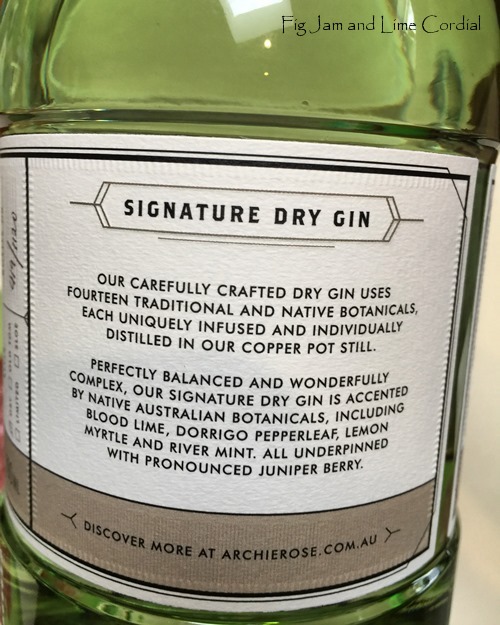 Fig Jam and Lime Cordial
SIGNATURE DRY GIN
OUR CAREFULLY CRAFTED DRY GIN USES
FOURTEEN TRADITIONAL AND NATIVE BOTANICALS,
EACH UNIQUELY INFUSED AND INDIVIDUALLY
DISTILLED IN OUR COPPER POT STILL.
PERFECTLY BALANCED AND WONDERFULLY
COMPLEX, OUR SIGNATURE DRY GIN IS ACCENTED
BY NATIVE AUSTRALIAN BOTANICALS, INCLUDING
BLOOD LIME, DORRIGO PEPPERLEAF, LEMON
MYRTLE AND RIVER MINT. ALL UNDERPINNED
WITH PRONOUNCED JUNIPER BERRY.
DISCOVER MORE AT ARCHIEROSE.COM.AU
LIMITED